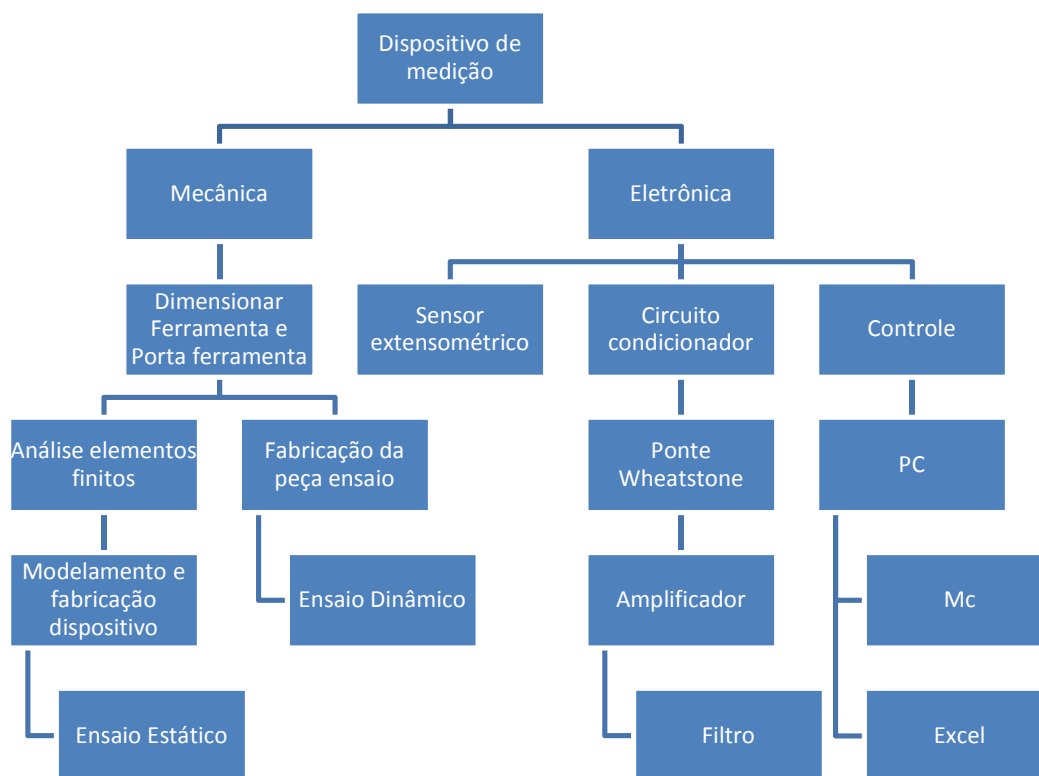 Dispositivo de
medição
Mecânica
Eletrônica
Dimensionar
Ferramenta e
Porta ferramenta
Sensor
extensométrico
Circuito
condicionador
Controle
Análise elementos
finitos
Fabricação da
peça ensaio
Ponte
Wheatstone
PC
Modelamento e
fabricação
dispositivo
Ensaio Dinâmico
Amplificador
Mc
Ensaio Estático
Filtro
Excel